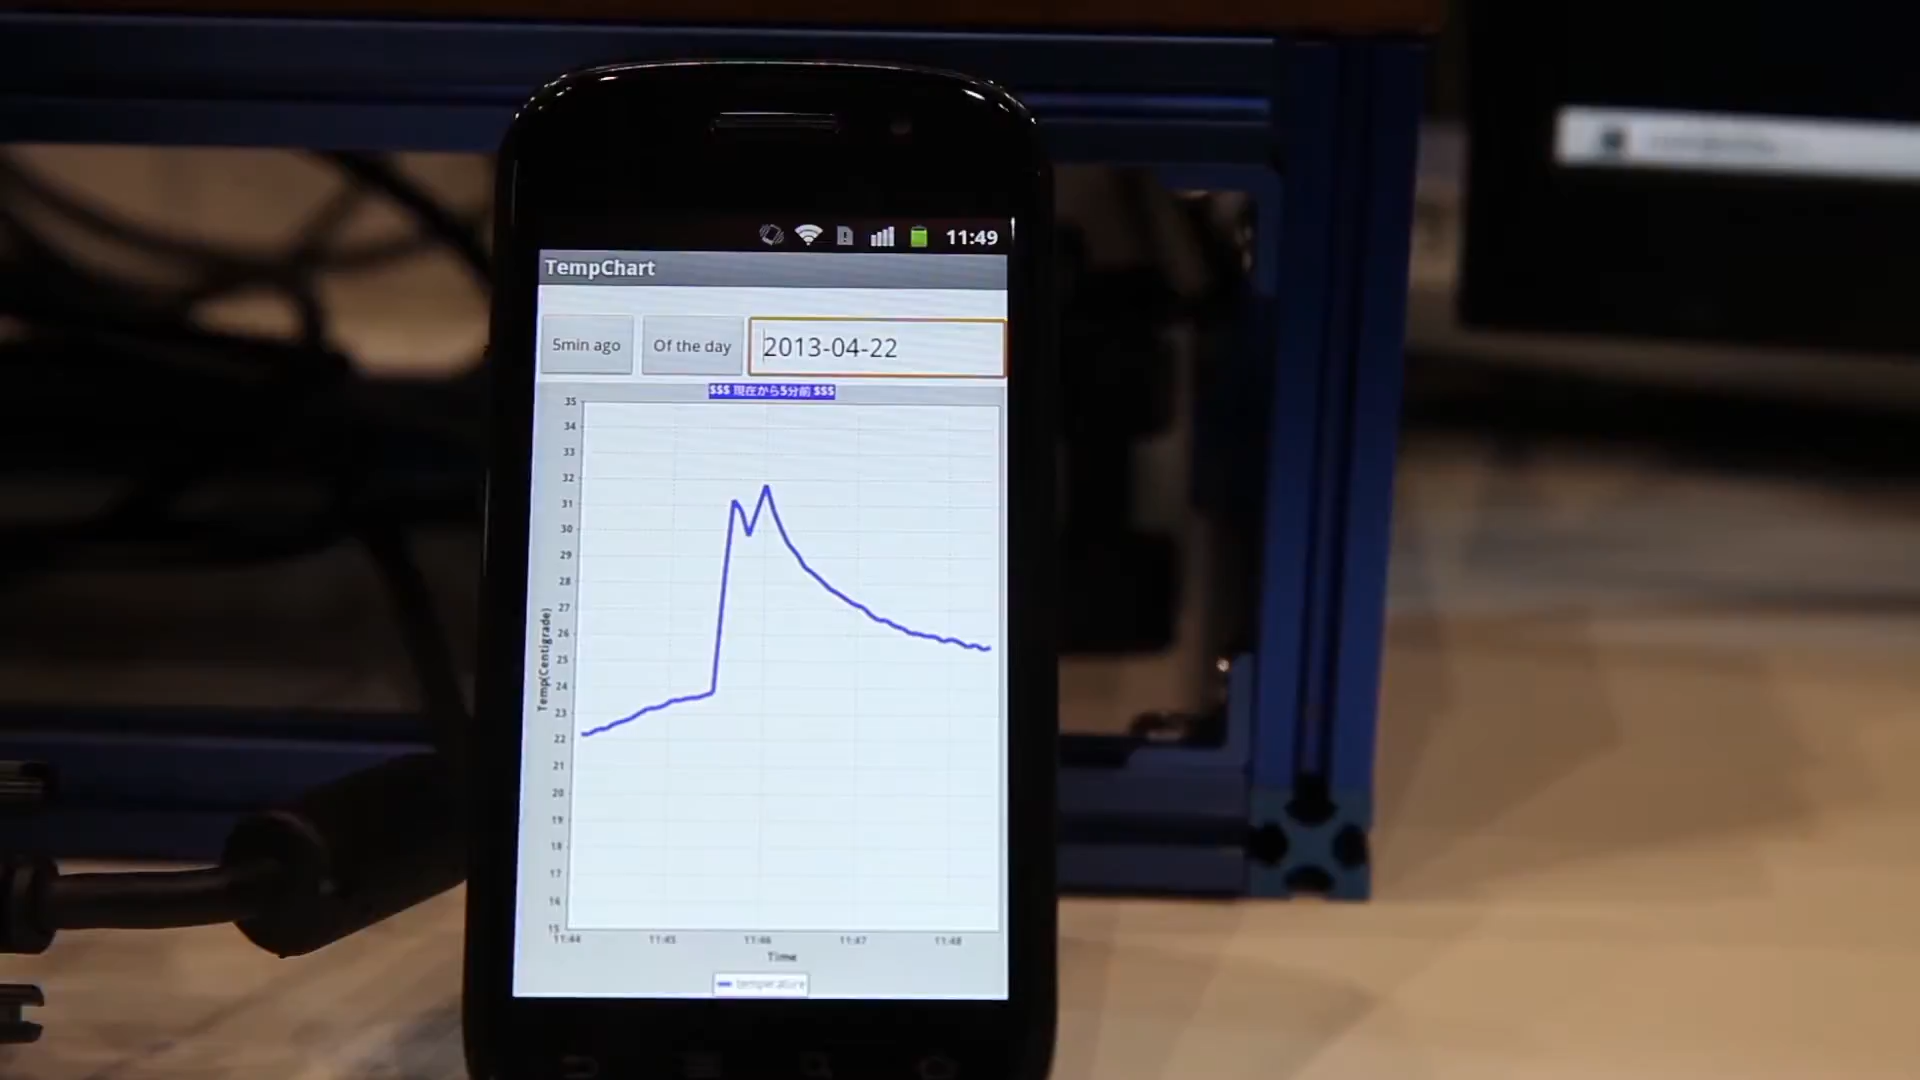 11:49
TempChart
5min ago
Of the day
2013-04-22
$$$ 現在から5分前 $$$
35
34
33
32
31
30
29
28
27
26
25
24
23
22
21
20
19
18
17
16
15
Temp(Centigrade)
11:44 11:45 11:46 11:47 11:48
Time
temperature